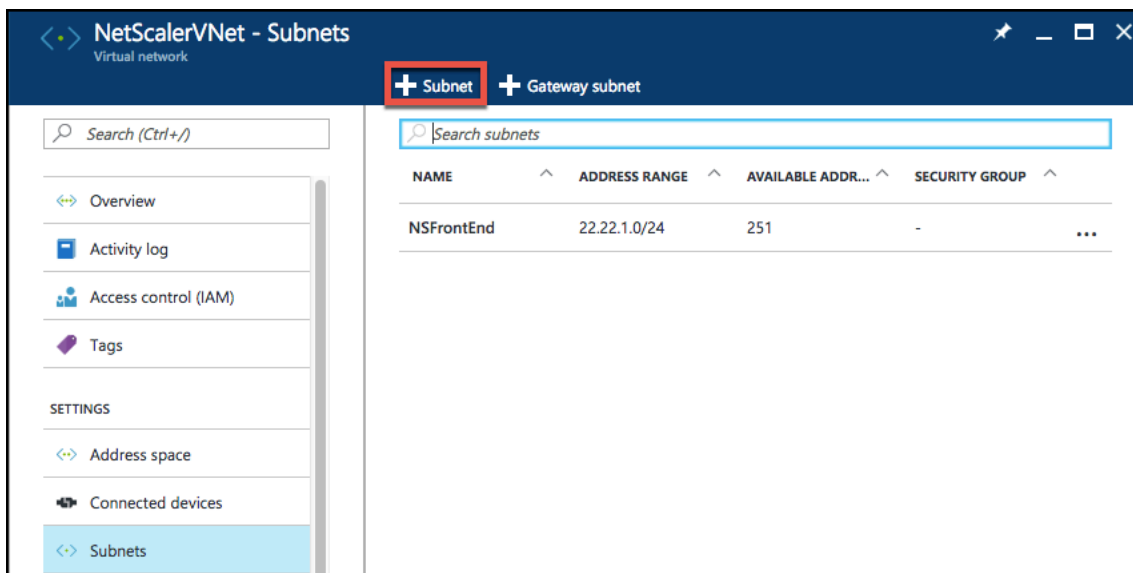 NetScalerVNet - Subnets
Virtual network
Subnet Gateway subnet
Search (Ctrl+/)
Search subnets
NAME ADDRESS RANGE AVAILABLE ADDR... SECURITY GROUP
NSFrontEnd 22.22.1.0/24 251 - ...
Overview
Activity log
Access control (IAM)
Tags
SETTINGS
Address space
Connected devices
Subnets